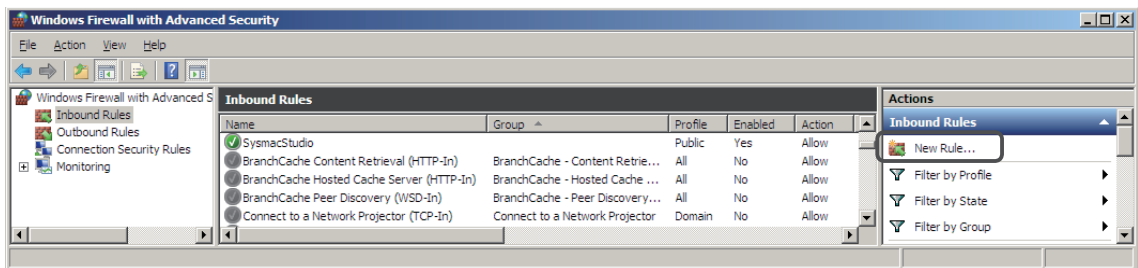 Windows Firewall with Advanced Security
File Action View Help
Windows Firewall with Advanced S
Inbound Rules
Outbound Rules
Connection Security Rules
Monitoring
Inbound Rules
Name Group Profile Enabled Action
SysmacStudio Public Yes Allow
BranchCache Content Retrieval (HTTP-In) BranchCache - Content Retrie... All No Allow
BranchCache Hosted Cache Server (HTTP-In) BranchCache - Hosted Cache ... All No Allow
BranchCache Peer Discovery (WSD-In) BranchCache - Peer Discovery... All No Allow
Connect to a Network Projector (TCP-In) Connect to a Network Projector Domain No Allow
Actions
Inbound Rules
New Rule...
Filter by Profile
Filter by State
Filter by Group